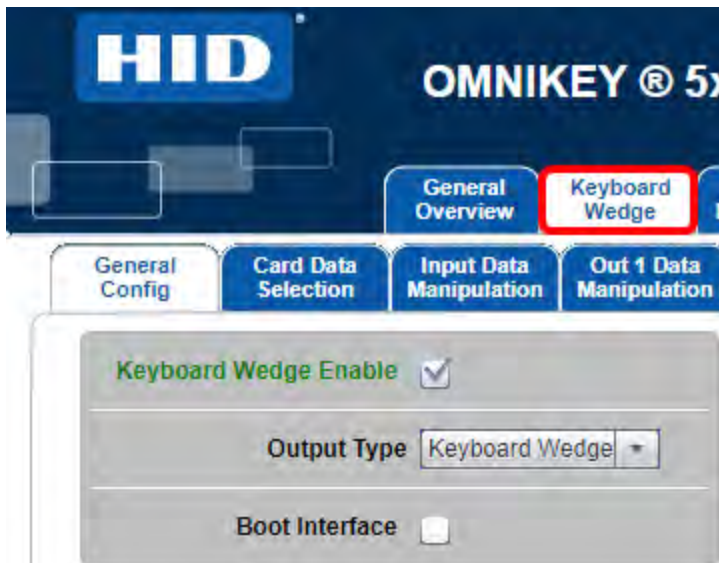 HID
OMNIKEY ® 5x
General
Overview
Keyboard
Wedge
General
Config
Card Data
Selection
Input Data
Manipulation
Out 1 Data
Manipulation
Keyboard Wedge Enable
Output Type Keyboard Wedge
Boot Interface